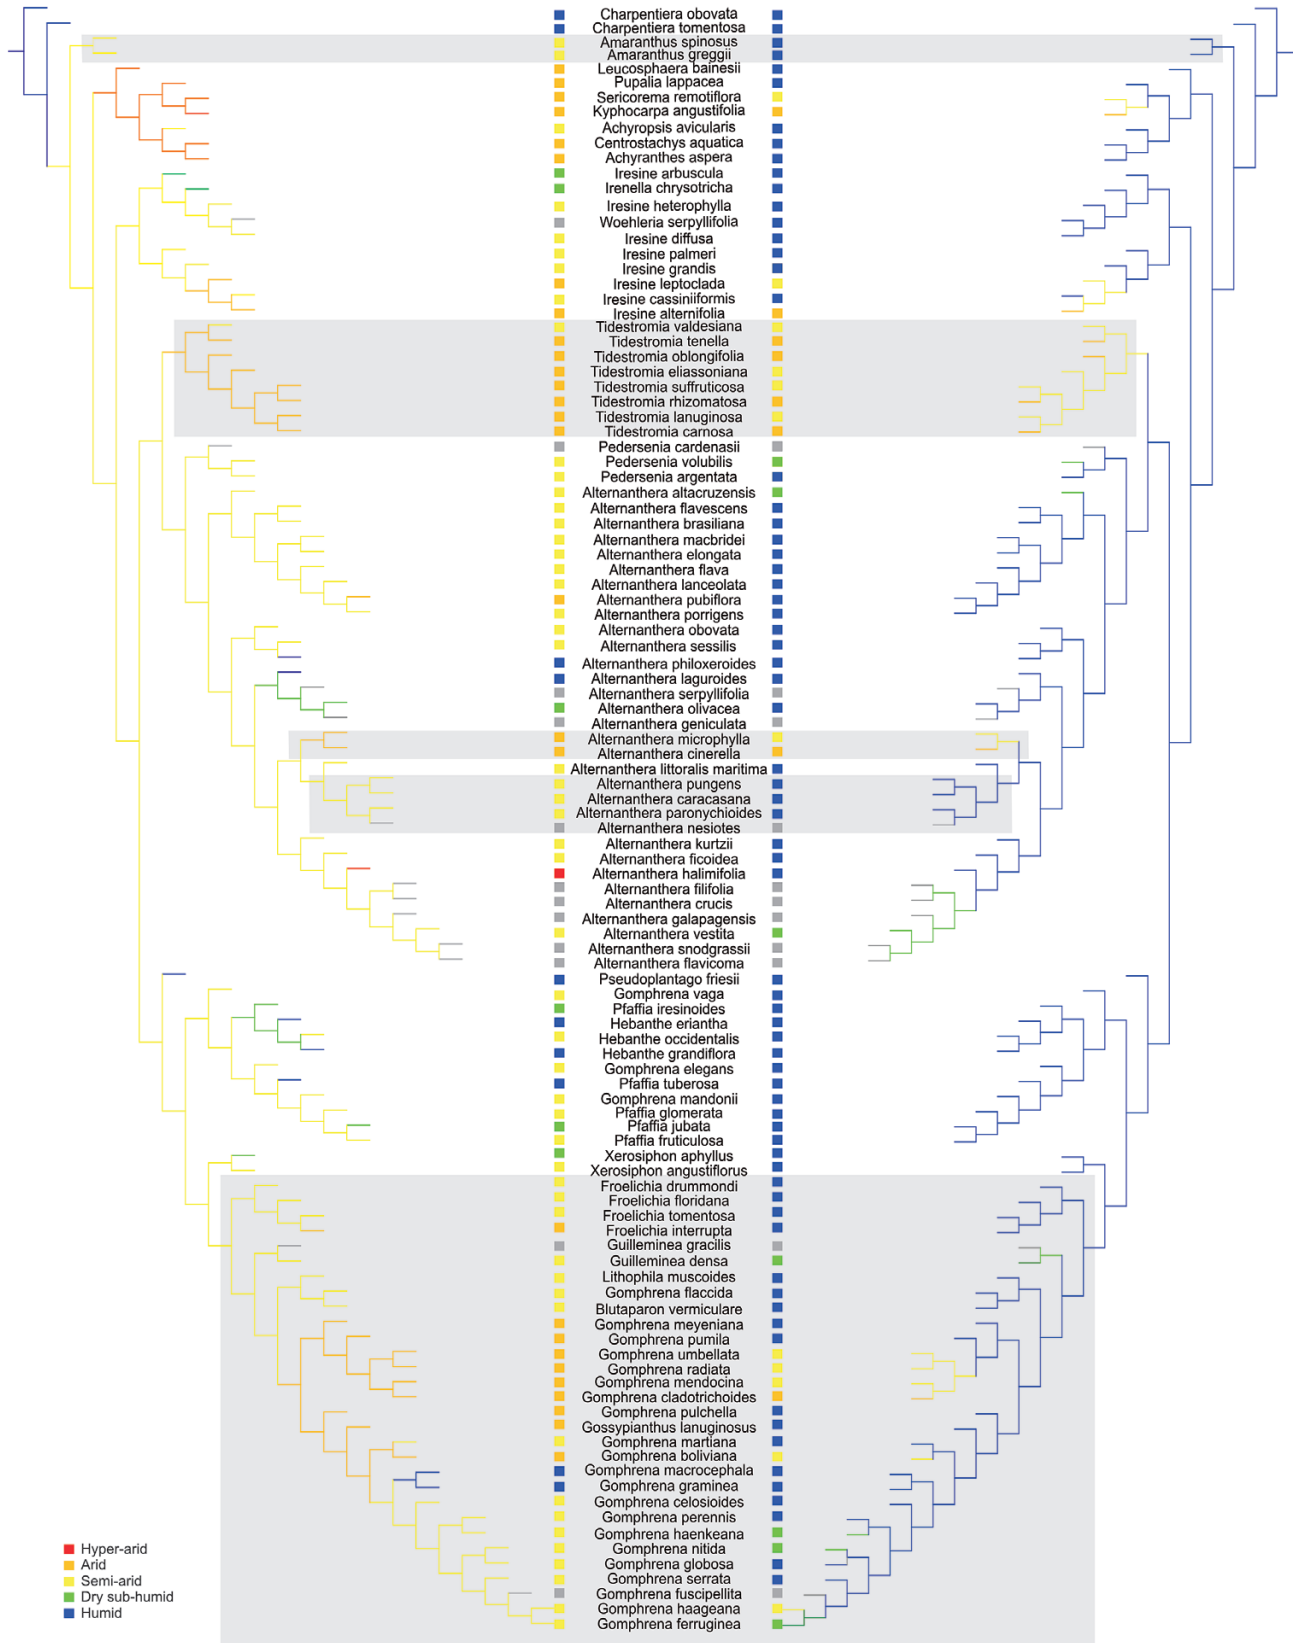 Charpentiera obovata
Charpentiera tomentosa
Amaranthus spinosus
Amaranthus greggii
Leucosphaera bainesii
Pupalia lappacea
Sericorema remotiflora
Kyphocarpa angustifolia
Achyropsis avicularis
Centrostachys aquatica
Achyranthes aspera
Iresine arbuscula
Irenella chrysotricha
Iresine heterophylla
Woehleria serpyllifolia
Iresine diffusa
Iresine palmeri
Iresine grandis
Iresine leptoclada
Iresine cassiniiformis
Iresine alternifolia
Tidestromia valdesiana
Tidestromia tenella
Tidestromia oblongifolia
Tidestromia eliassoniana
Tidestromia suffruticosa
Tidestromia rhizomatosa
Tidestromia lanuginosa
Tidestromia carnosa
Pedersenia cardenasii
Pedersenia volubilis
Pedersenia argentata
Alternanthera altacruzensis
Alternanthera flavescens
Alternanthera brasiliana
Alternanthera macbridei
Alternanthera elongata
Alternanthera flava
Alternanthera lanceolata
Alternanthera pubiflora
Alternanthera porrigens
Alternanthera obovata
Alternanthera sessilis
Alternanthera philoxeroides
Alternanthera laguroides
Alternanthera serpyllifolia
Alternanthera olivacea
Alternanthera geniculata
Alternanthera microphylla
Alternanthera cinerella
Alternanthera littoralis maritima
Alternanthera pungens
Alternanthera caracasana
Alternanthera paronychioides
Alternanthera nesiotes
Alternanthera kurtzii
Alternanthera ficoidea
Alternanthera halimifolia
Alternanthera filifolia
Alternanthera crucis
Alternanthera galapagensis
Alternanthera vestita
Alternanthera snodgrassii
Alternanthera flavicoma
Pseudoplantago friesii
Gomphrena vaga
Pfaffia iresinoides
Hebanthe eriantha
Hebanthe occidentalis
Hebanthe grandiflora
Gomphrena elegans
Pfaffia tuberosa
Gomphrena mandonii
Pfaffia glomerata
Pfaffia jubata
Pfaffia fruticulosa
Xerosiphon aphyllus
Xerosiphon angustiflorus
Froelichia drummondi
Froelichia floridana
Froelichia tomentosa
Froelichia interrupta
Guilleminea gracilis
Guilleminea densa
Lithophila muscoides
Gomphrena flaccida
Blutaparon vermiculare
Gomphrena meyeniana
Gomphrena pumila
Gomphrena umbellata
Gomphrena radiata
Gomphrena mendocina
Gomphrena cladotrichoides
Gomphrena pulchella
Gossypianthus lanuginosus
Gomphrena martiana
Gomphrena boliviana
Gomphrena macrocephala
Gomphrena graminea
Gomphrena celosioides
Gomphrena perennis
Gomphrena haenkeana
Gomphrena nitida
Gomphrena globosa
Gomphrena serrata
Gomphrena fuscipellita
Gomphrena haageana
Gomphrena ferruginea
Hyper-arid
Arid
Semi-arid
Dry sub-humid
Humid